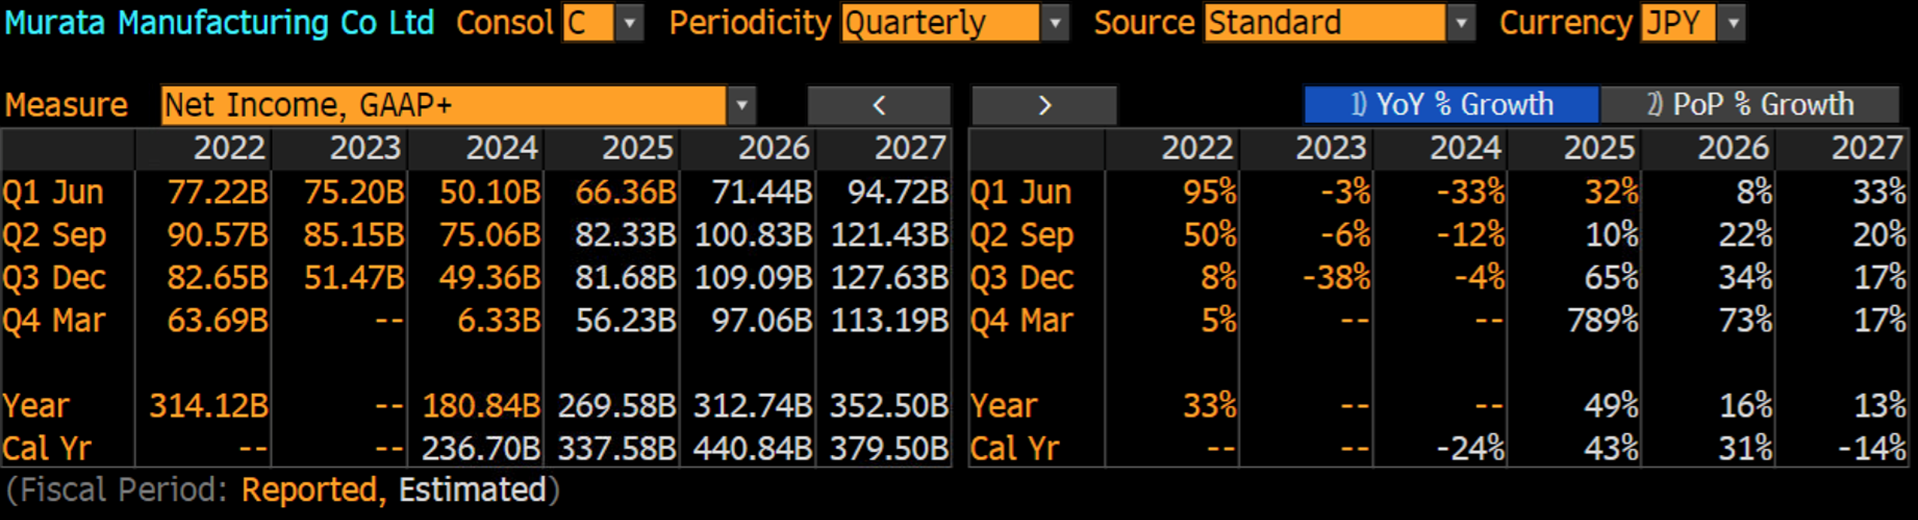 Murata Manufacturing Co Ltd Consol C Periodicity Quarterly Source Standard Currency JPY
Measure Net Income, GAAP+ < > 1) YoY % Growth 2) PoP % Growth
2022 2023 2024 2025 2026 2027 2022 2023 2024 2025 2026 2027
Q1 Jun 77.22B 75.20B 50.10B 66.36B 71.44B 94.72B Q1 Jun 95% -3% -33% 32% 8% 33%
Q2 Sep 90.57B 85.15B 75.06B 82.33B 100.83B 121.43B Q2 Sep 50% -6% -12% 10% 22% 20%
Q3 Dec 82.65B 51.47B 49.36B 81.68B 109.09B 127.63B Q3 Dec 8% -38% -4% 65% 34% 17%
Q4 Mar 63.69B -- 6.33B 56.23B 97.06B 113.19B Q4 Mar 5% -- -- 789% 73% 17%
Year 314.12B -- 180.84B 269.58B 312.74B 352.50B Year 33% -- -- 49% 16% 13%
Cal Yr -- -- 236.70B 337.58B 440.84B 379.50B Cal Yr -- -- -24% 43% 31% -14%
(Fiscal Period: Reported, Estimated)